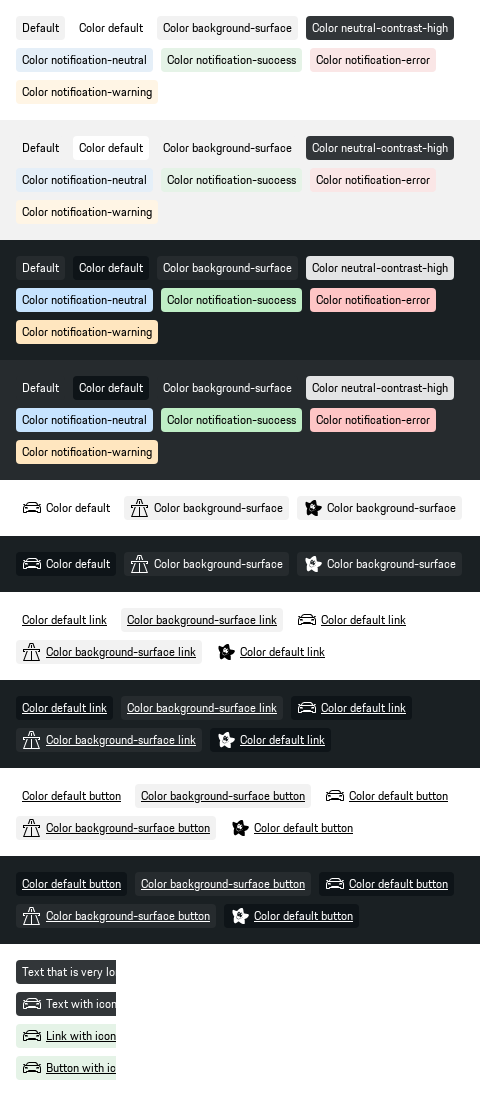 Default Color default Color background-surface Color neutral-contrast-high
Color notification-neutral Color notification-success Color notification-error
Color notification-warning
Default Color default Color background-surface Color neutral-contrast-high
Color notification-neutral Color notification-success Color notification-error
Color notification-warning
Default Color default Color background-surface Color neutral-contrast-high
Color notification-neutral Color notification-success Color notification-error
Color notification-warning
Default Color default Color background-surface Color neutral-contrast-high
Color notification-neutral Color notification-success Color notification-error
Color notification-warning
Color default Color background-surface Color background-surface
Color default Color background-surface Color background-surface
Color default link Color background-surface link Color default link
Color background-surface link Color default link
Color default link Color background-surface link Color default link
Color background-surface link Color default link
Color default button Color background-surface button Color default button
Color background-surface button Color default button
Color default button Color background-surface button Color default button
Color background-surface button Color default button
Text that is very lo
Text with icon
Link with icon
Button with ic